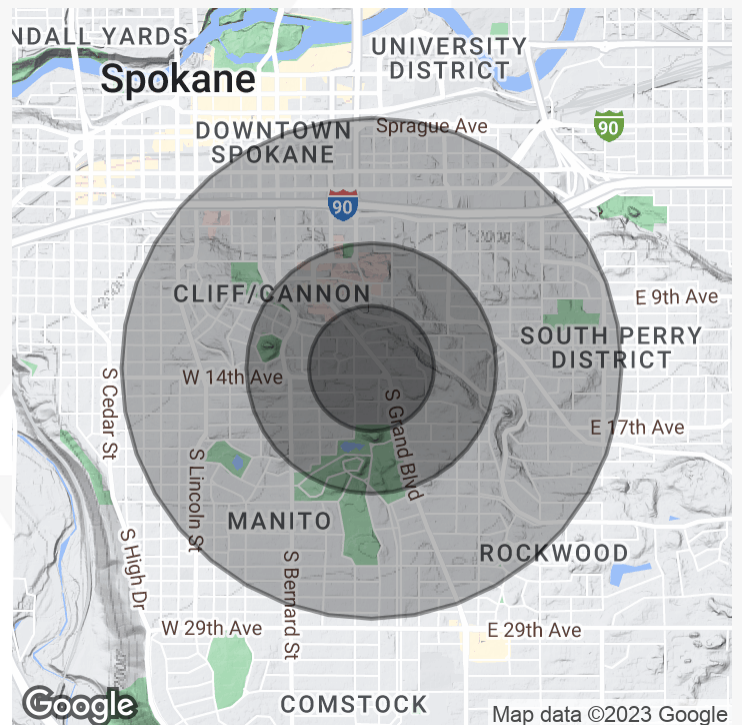 NDALL YARDS
UNIVERSITY
DISTRICT
Spokane
DOWNTOWN
SPOKANE
Sprague Ave
90
90
CLIFF/CANNON
E 9th Ave
SOUTH PERRY
DISTRICT
W 14th Ave
S Cedar St
S Grand Blvd
E 17th Ave
S Lincoln St
MANITO
S High Dr
S Bernard St
ROCKWOOD
W 29th Ave
E 29th Ave
COMSTOCK
Google
Map data ©2023 Google